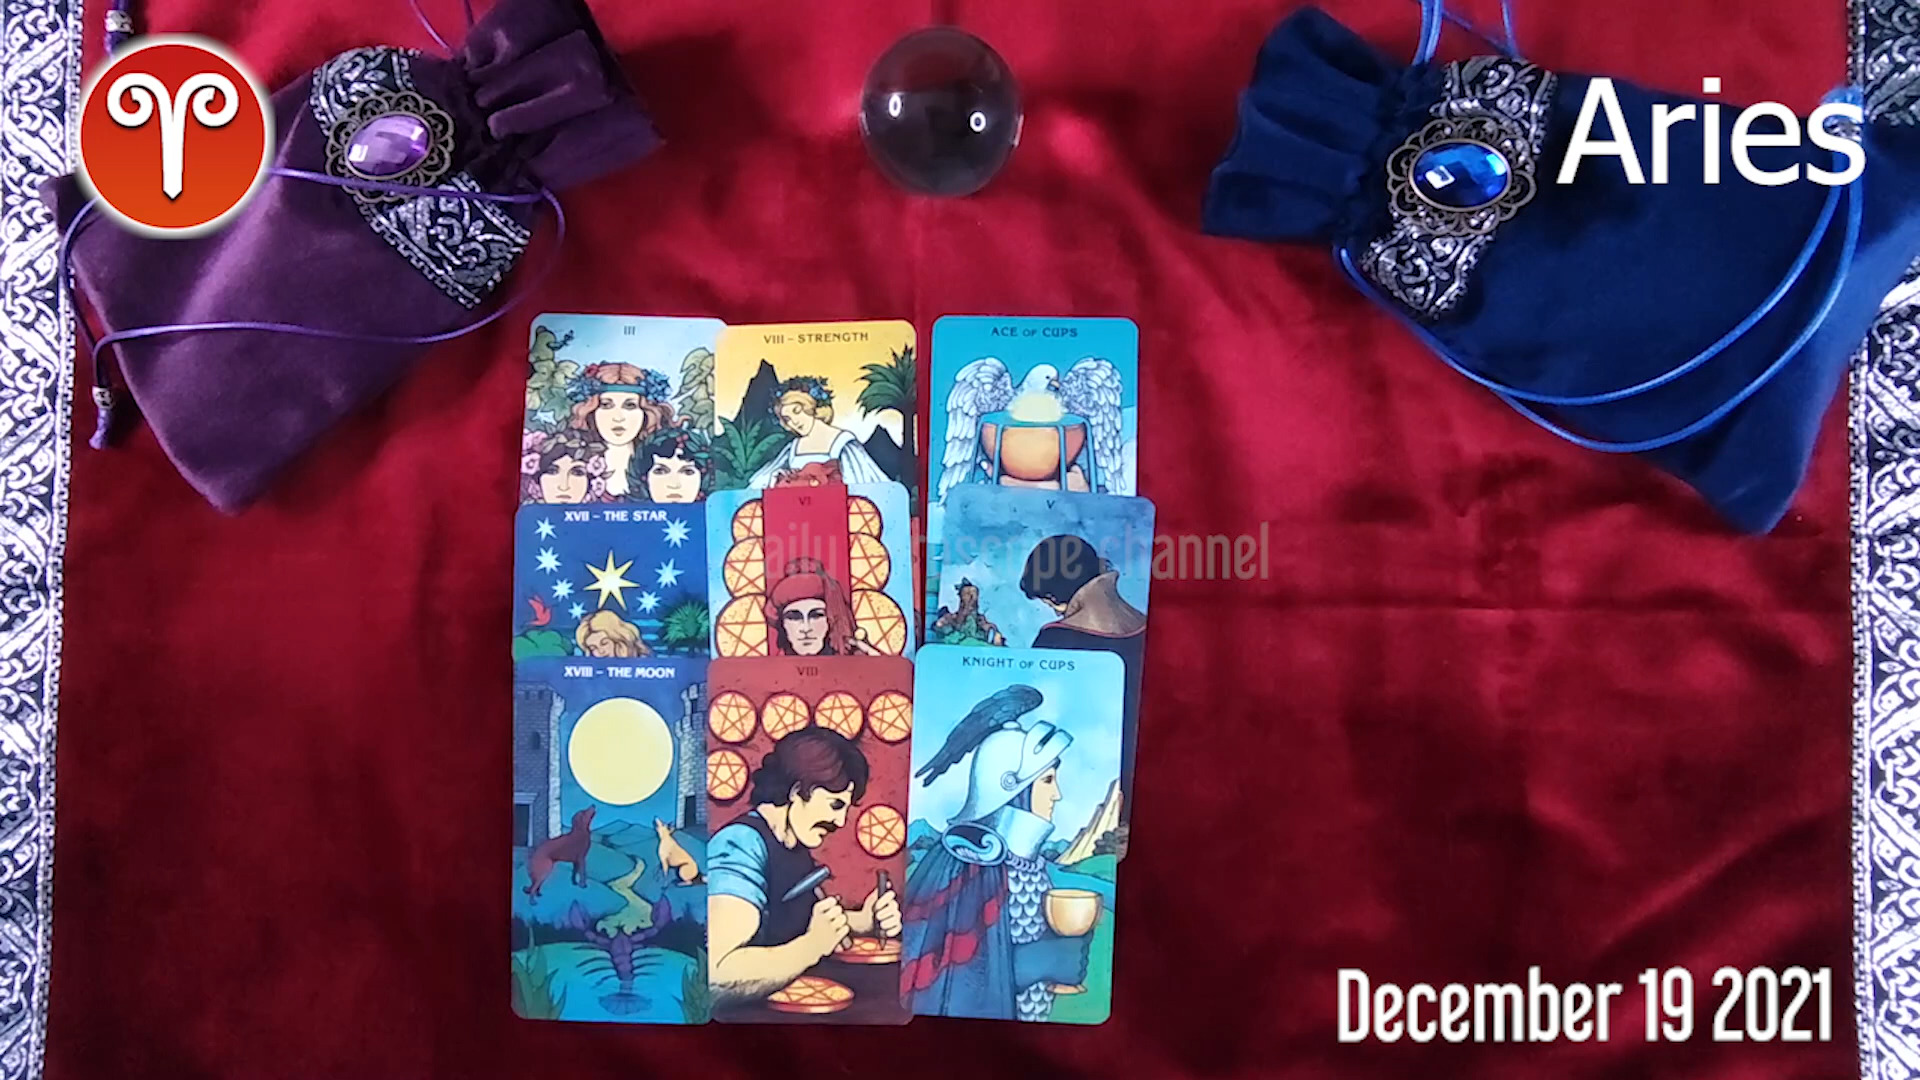 Aries
III
VIII – STRENGTH
ACE OF CUPS
XVII – THE STAR
VI
V
channel
XVIII – THE MOON
VIII
KNIGHT OF CUPS
December 19 2021